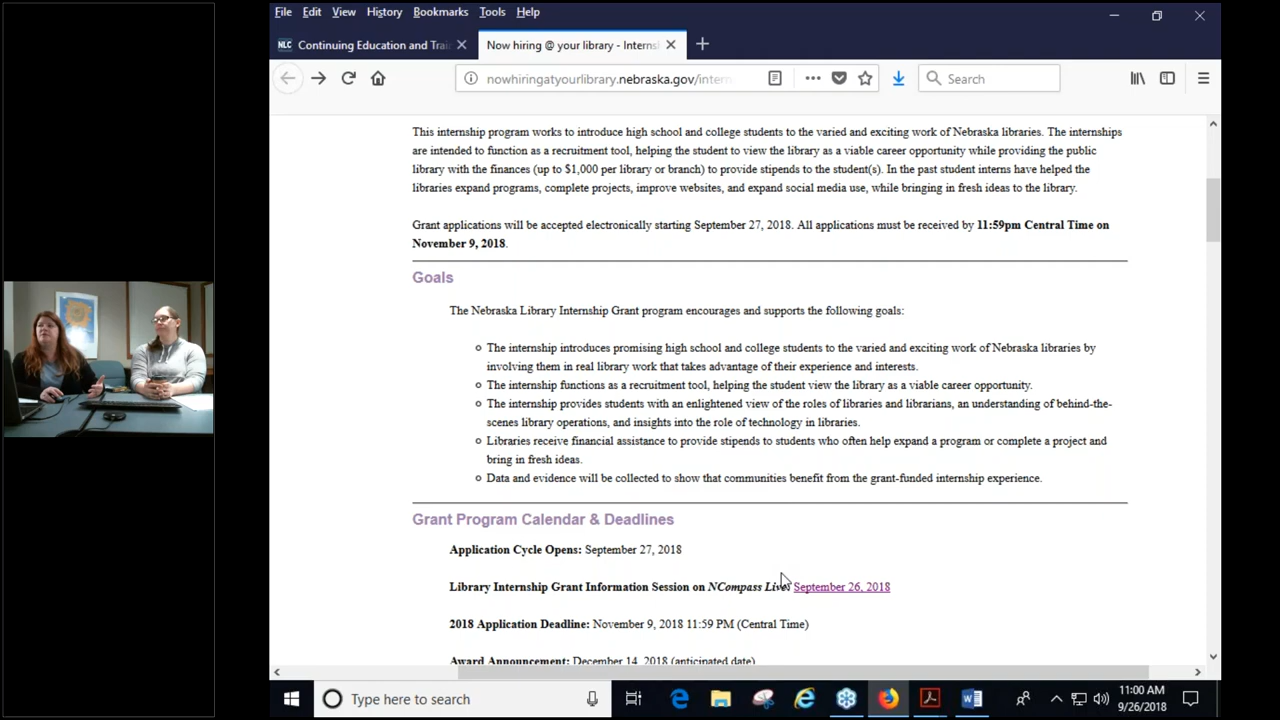 File Edit View History Bookmarks Tools Help
NLC Continuing Education and Trai
Now hiring @ your library - Interns
nowhiringatyourlibrary.nebraska.gov/intern
Search
This internship program works to introduce high school and college students to the varied and exciting work of Nebraska libraries. The internships
are intended to function as a recruitment tool, helping the student to view the library as a viable career opportunity while providing the public
library with the finances (up to $1,000 per library or branch) to provide stipends to the student(s). In the past student interns have helped the
libraries expand programs, complete projects, improve websites, and expand social media use, while bringing in fresh ideas to the library.
Grant applications will be accepted electronically starting September 27, 2018. All applications must be received by 11:59pm Central Time on
November 9, 2018.
Goals
The Nebraska Library Internship Grant program encourages and supports the following goals:
The internship introduces promising high school and college students to the varied and exciting work of Nebraska libraries by
involving them in real library work that takes advantage of their experience and interests.
The internship functions as a recruitment tool, helping the student view the library as a viable career opportunity.
The internship provides students with an enlightened view of the roles of libraries and librarians, an understanding of behind-the-
scenes library operations, and insights into the role of technology in libraries.
Libraries receive financial assistance to provide stipends to students who often help expand a program or complete a project and
bring in fresh ideas.
Data and evidence will be collected to show that communities benefit from the grant-funded internship experience.
Grant Program Calendar & Deadlines
Application Cycle Opens: September 27, 2018
Library Internship Grant Information Session on NCompass Live: September 26, 2018
2018 Application Deadline: November 9, 2018 11:59 PM (Central Time)
Award Announcement: December 14, 2018 (anticipated date)
Type here to search
11:00 AM
9/26/2018